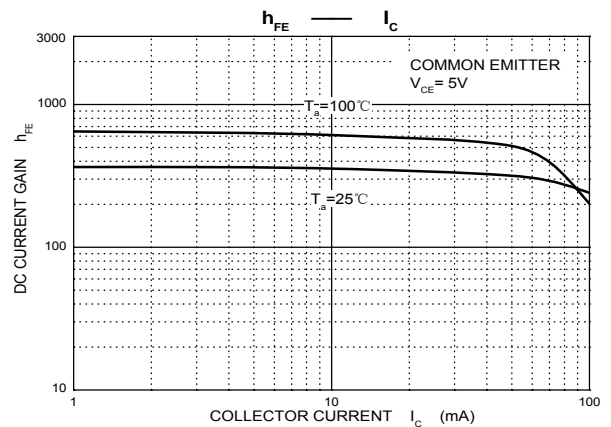 hFE —— IC
3000
COMMON EMITTER
VCE= 5V
1000
Ta=100℃
DC CURRENT GAIN hFE
Ta=25℃
100
10
1
10
100
COLLECTOR CURRENT IC (mA)